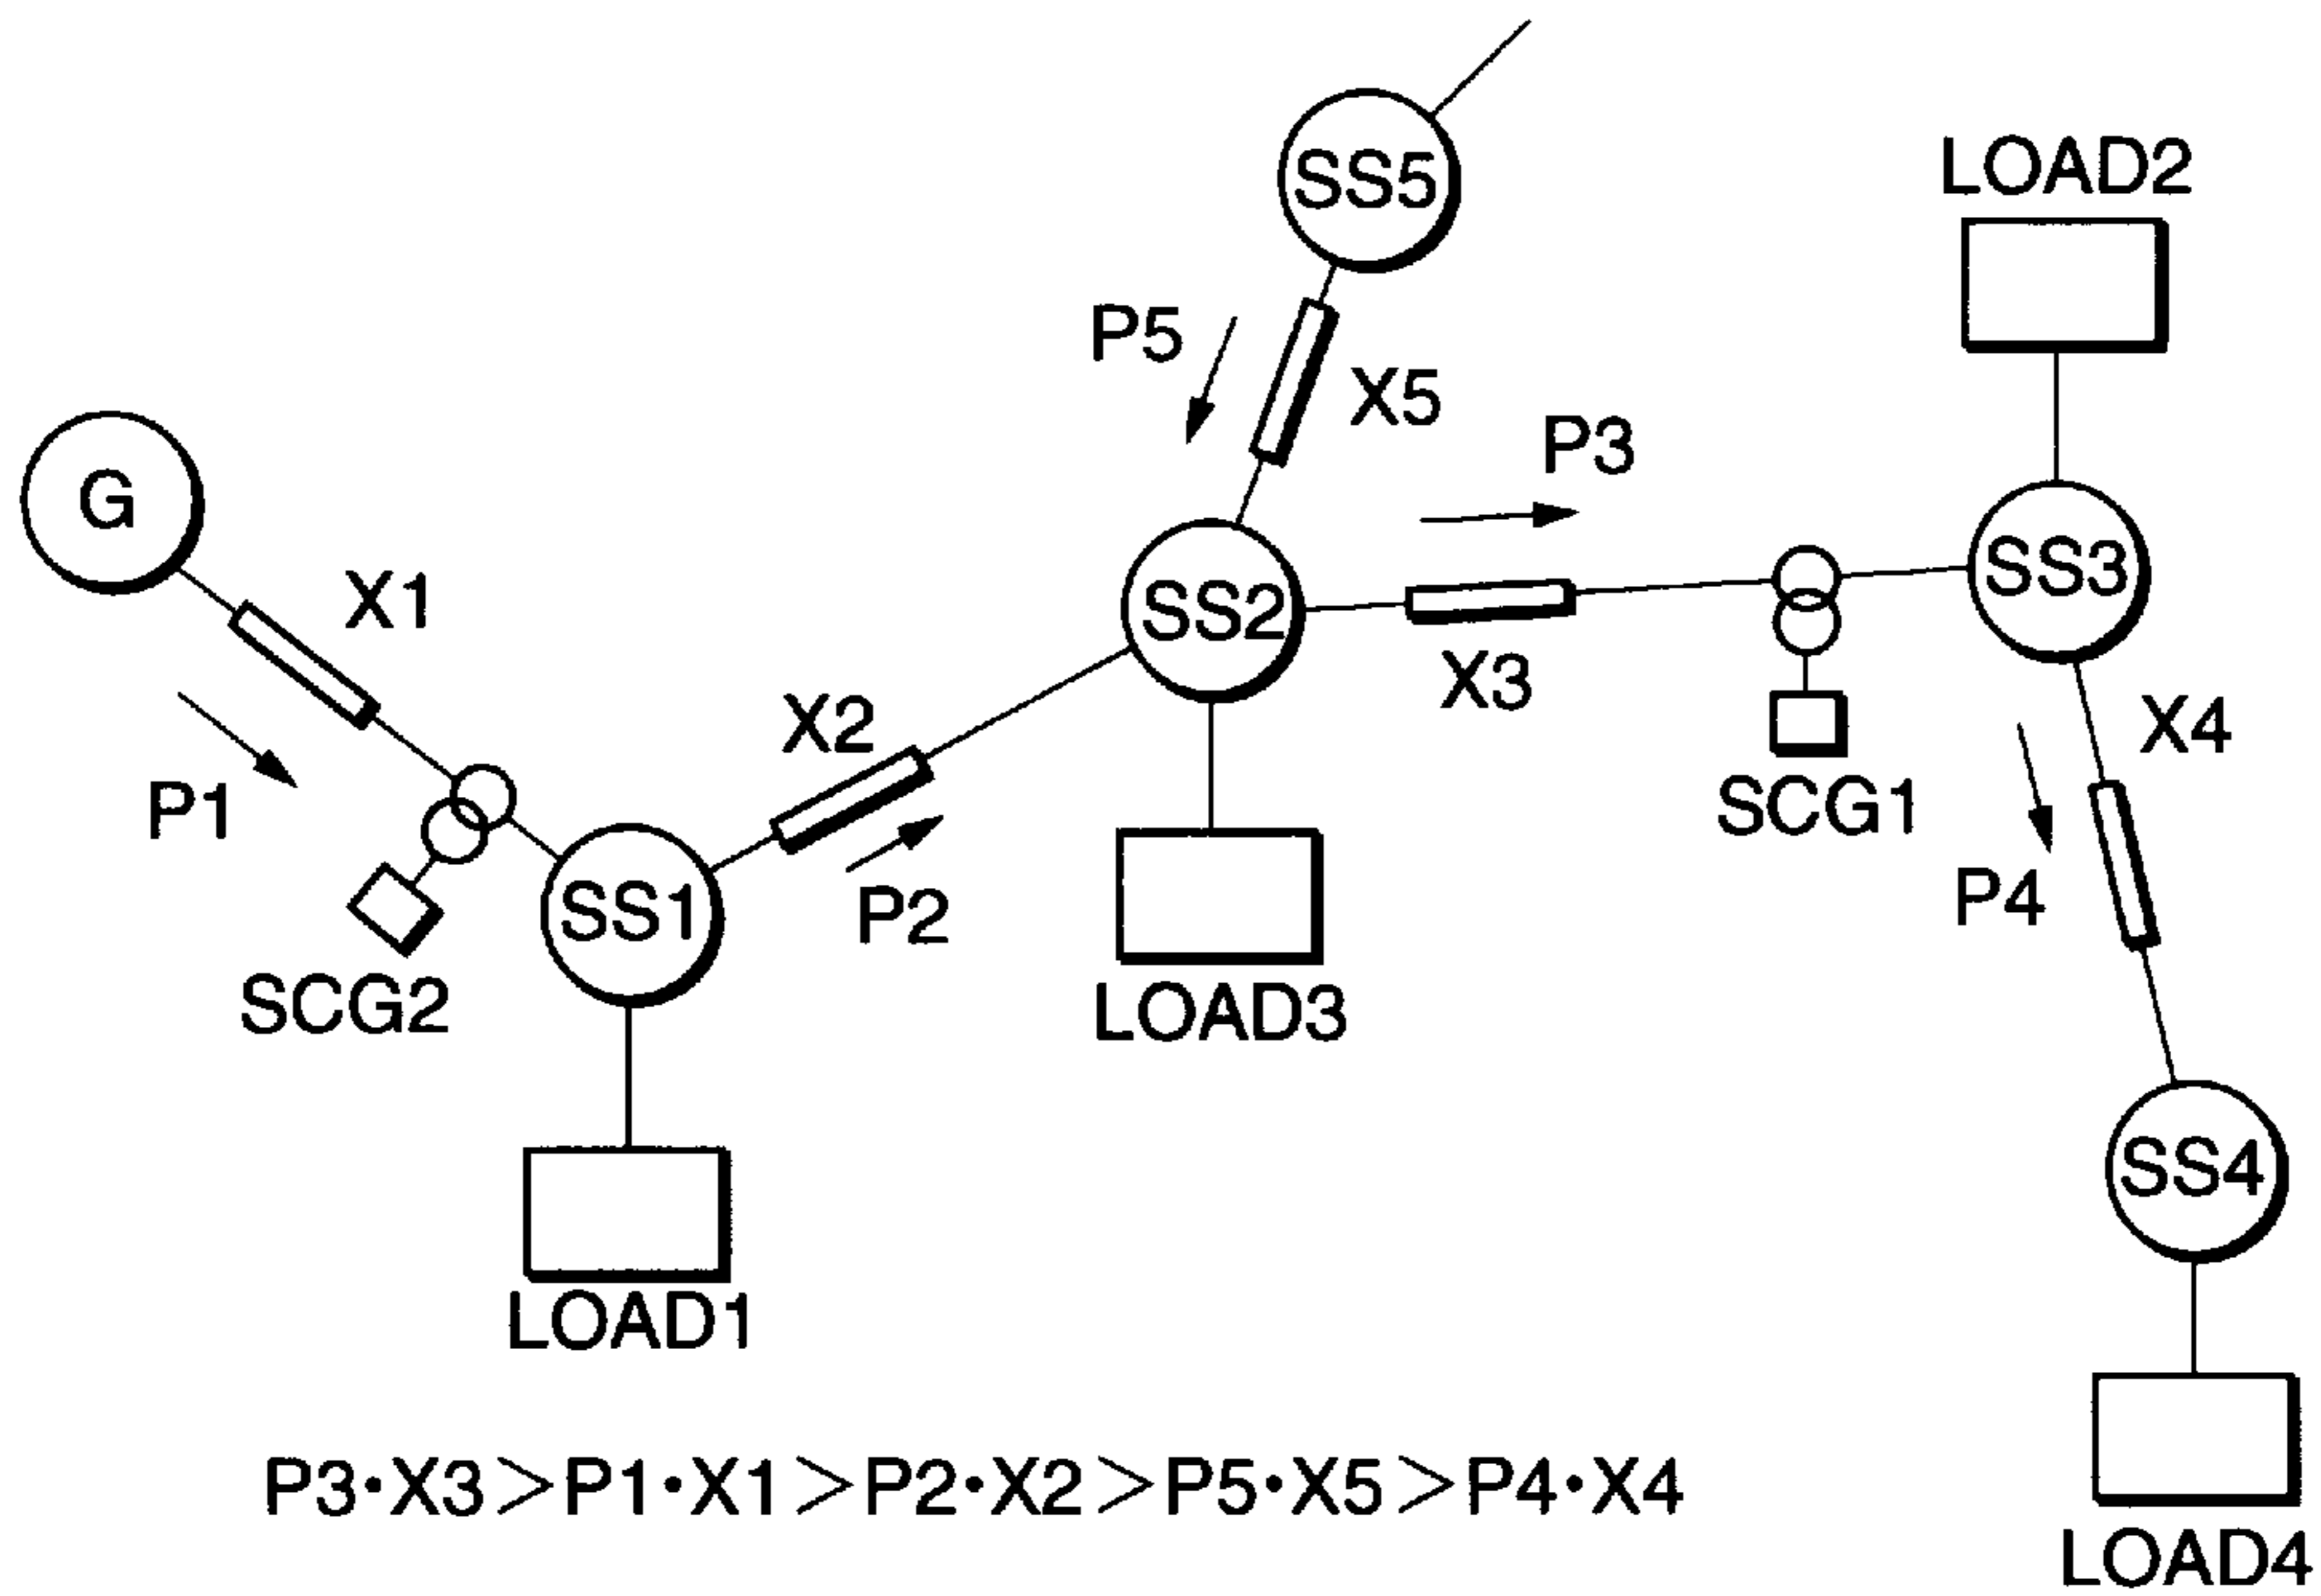 SS5
LOAD2
P5
X5
P3
G
X1
SS3
SS2
X3
X2
X4
P1
SCG1
P4
SS1
P2
SCG2
LOAD3
SS4
LOAD1
P3·X3>P1·X1>P2·X2>P5·X5>P4·X4
LOAD4